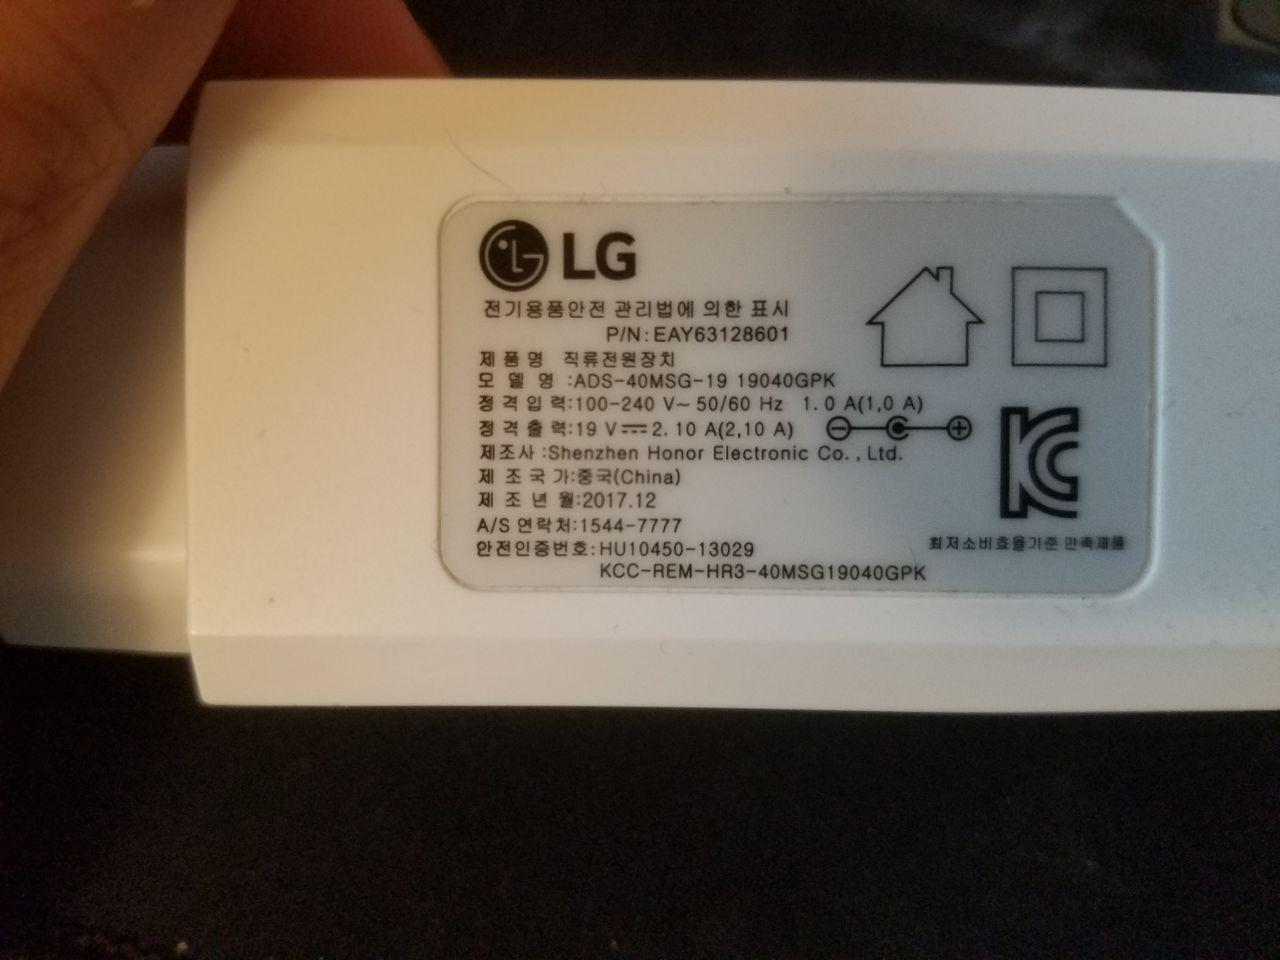 LG
전기용품안전 관리법에 의한 표시
P/N:EAY63128601
제 품 명 직류전원장치
모 델 명 :ADS-40MSG-19 19040GPK
정 격 입 력:100-240 V~ 50/60 Hz 1. 0 A(1,0 A)
정 격 출 력:19 V⎓2. 10 A(2,10 A)
제조사 :Shenzhen Honor Electronic Co. , Ltd.
제 조 국 가:중국(China)
제 조 년 월:2017.12
A/S 연락처:1544-7777
안전인증번호:HU10450-13029
KCC-REM-HR3-40MSG19040GPK
KC
최저소비효율기준 만족제품